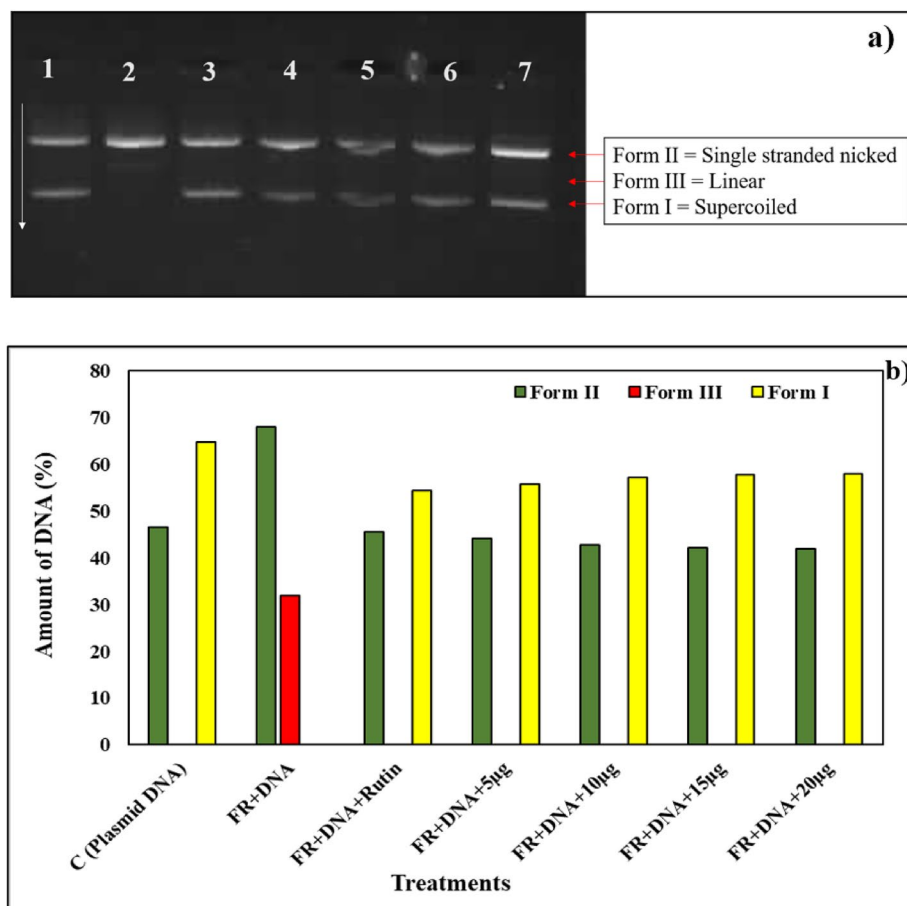 a)
1 2 3 4 5 6 7
Form II = Single stranded nicked
Form III = Linear
Form I = Supercoiled
b)
Form II Form III Form I
80
70
60
50
40
30
20
10
0
Amount of DNA (%)
C (Plasmid DNA)
FR+DNA
FR+DNA+Rutin
FR+DNA+5µg
FR+DNA+10µg
FR+DNA+15µg
FR+DNA+20µg
Treatments